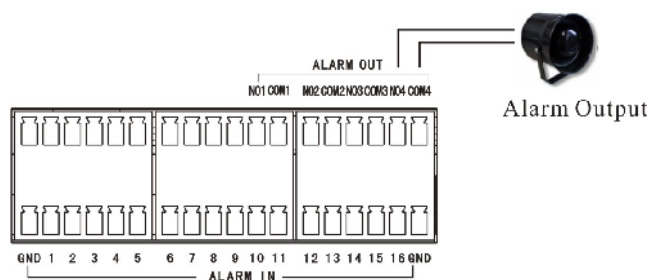 ALARM OUT
NO1 COM1 NO2 COM2 NO3 COM3 NO4 COM4
Alarm Output
GND 1 2 3 4 5 6 7 8 9 10 11 12 13 14 15 16 GND
ALARM IN